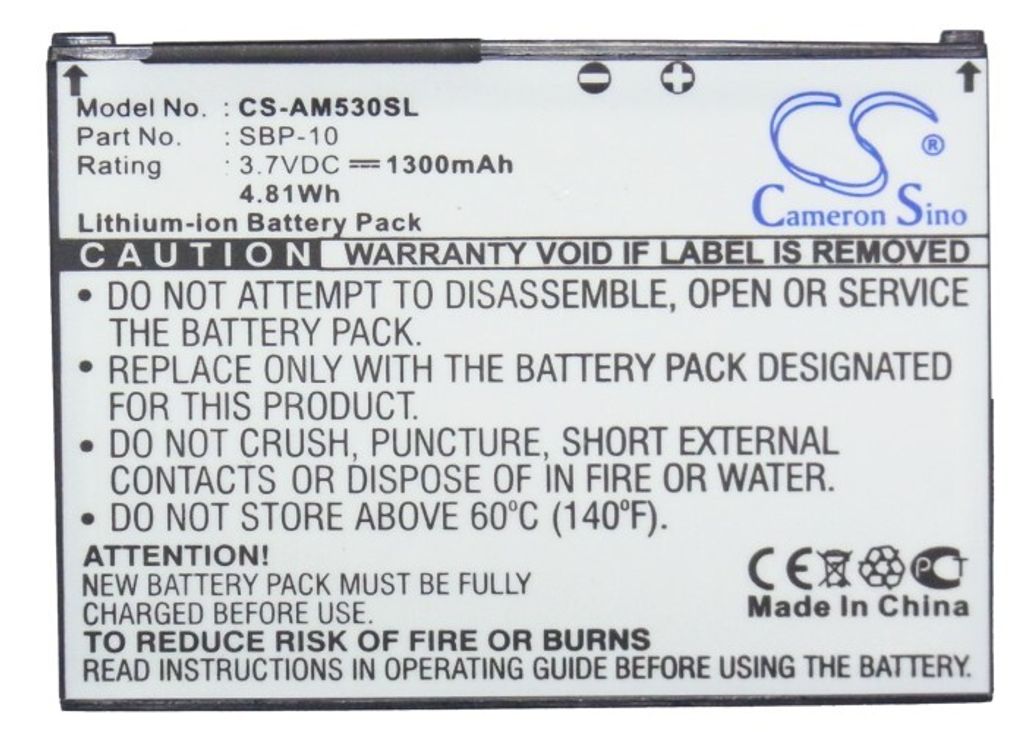 Model No. : CS-AM530SL
Part No. : SBP-10
Rating : 3.7VDC 1300mAh
4.81Wh
Lithium-ion Battery Pack
CS®
Cameron Sino
CAUTION WARRANTY VOID IF LABEL IS REMOVED
• DO NOT ATTEMPT TO DISASSEMBLE, OPEN OR SERVICE
THE BATTERY PACK.
• REPLACE ONLY WITH THE BATTERY PACK DESIGNATED
FOR THIS PRODUCT.
• DO NOT CRUSH, PUNCTURE, SHORT EXTERNAL
CONTACTS OR DISPOSE OF IN FIRE OR WATER.
• DO NOT STORE ABOVE 60°C (140°F).
ATTENTION!
NEW BATTERY PACK MUST BE FULLY
CHARGED BEFORE USE.
TO REDUCE RISK OF FIRE OR BURNS
READ INSTRUCTIONS IN OPERATING GUIDE BEFORE USING THE BATTERY.
CE PCT
Made In China